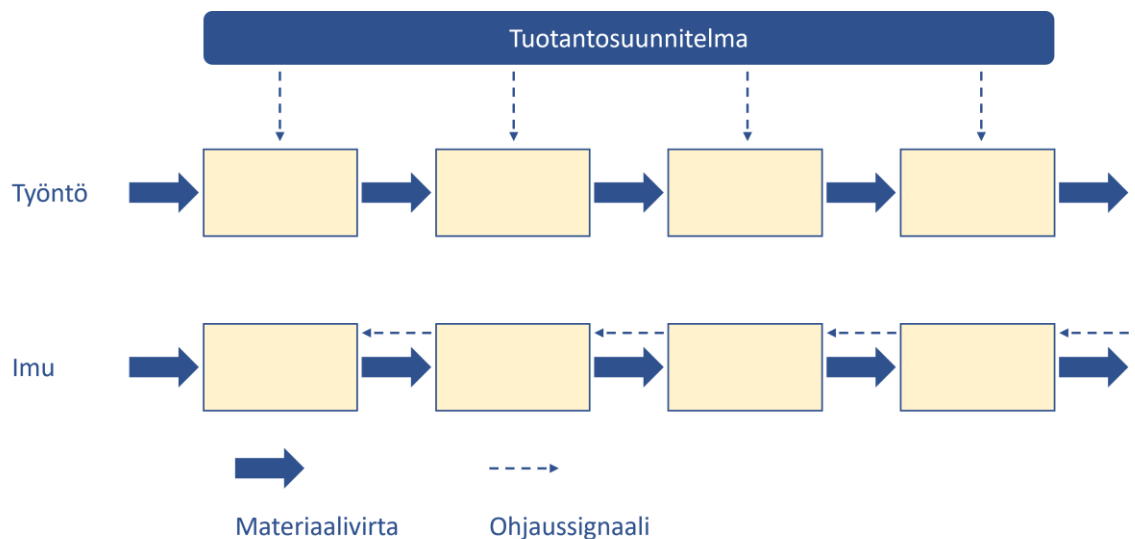 Tuotantosuunnitelma
Työntö
Imu
Materiaalivirta
Ohjaussignaali